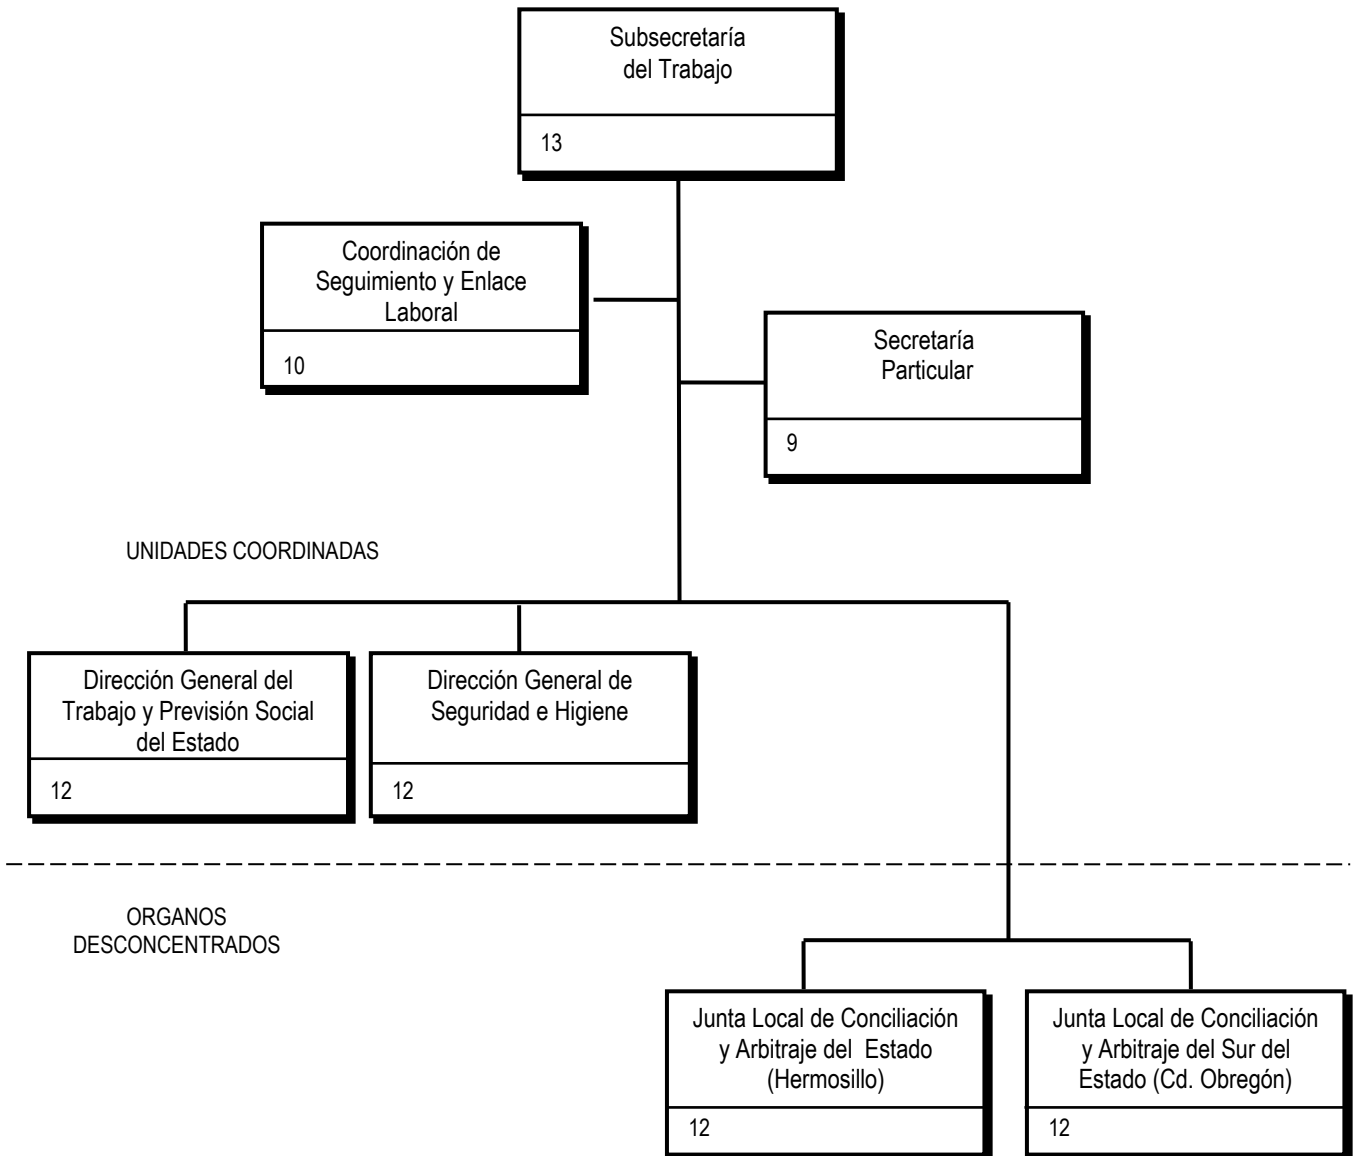 Subsecretaría
del Trabajo
13
Coordinación de
Seguimiento y Enlace
Laboral
10
Secretaría
Particular
9
UNIDADES COORDINADAS
Dirección General del
Trabajo y Previsión Social
del Estado
12
Dirección General de
Seguridad e Higiene
12
ORGANOS
DESCONCENTRADOS
Junta Local de Conciliación
y Arbitraje del Estado
(Hermosillo)
12
Junta Local de Conciliación
y Arbitraje del Sur del
Estado (Cd. Obregón)
12